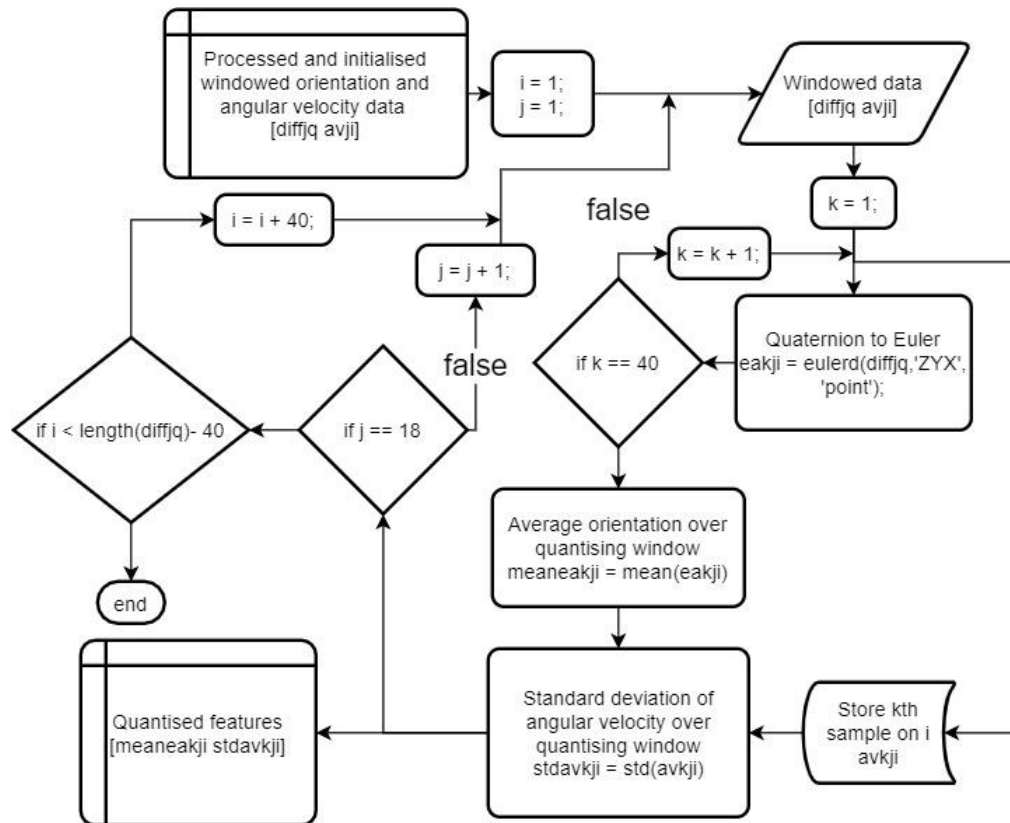 Processed and initialised
windowed orientation and
angular velocity data
[diffjq avji]
i = 1;
j = 1;
Windowed data
[diffjq avji]
k = 1;
i = i + 40;
j = j + 1;
false
k = k + 1;
Quaternion to Euler
eakji = eulerd(diffjq,'ZYX',
'point');
if k == 40
false
if j == 18
if i < length(diffjq)- 40
end
Average orientation over
quantising window
meaneakji = mean(eakji)
Standard deviation of
angular velocity over
quantising window
stdavkji = std(avkji)
Store kth
sample on i
avkji
Quantised features
[meaneakji stdavkji]